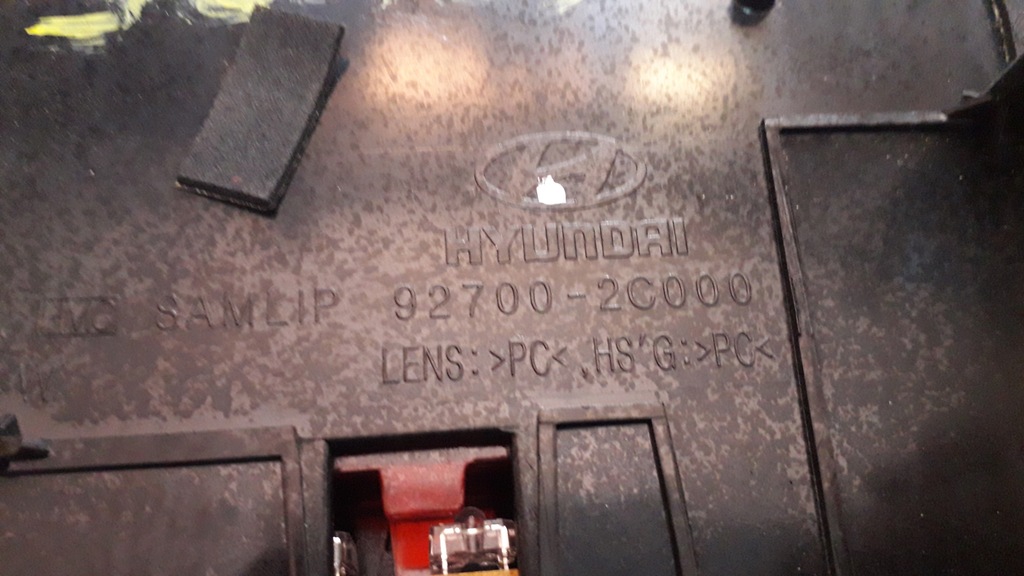 HYUNDAI
SAMLIP 92700-2C000
LENS:>PC<,HS'G:>PC<